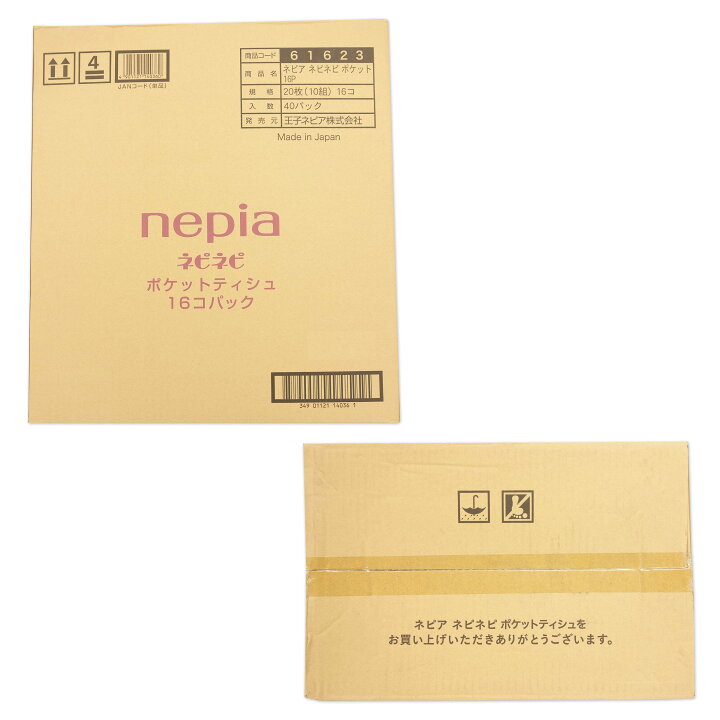 4
JANコード(単品)
商品コード 61623
商品名 ネピア ネピネピ ポケット
16P
規格 20枚(10組) 16コ
入数 40パック
発売元 王子ネピア株式会社
Made in Japan
nepia
ネピネピ
ポケットティシュ
16コパック
349 01121 14036 1
ネピア ネピネピ ポケットティシュを
お買い上げいただきありがとうございます。